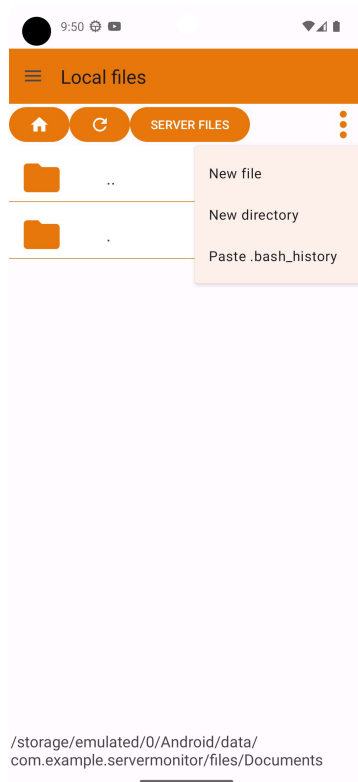 9:50
Local files
SERVER FILES
New file
..
New directory
.
Paste .bash_history
/storage/emulated/0/Android/data/
com.example.servermonitor/files/Documents